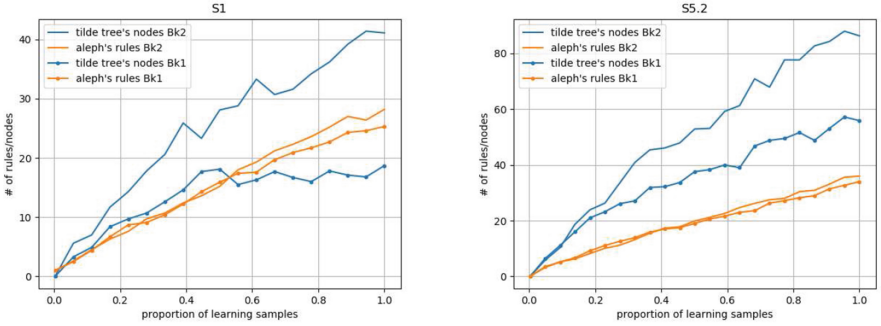 S1
tilde tree's nodes Bk2
aleph's rules Bk2
tilde tree's nodes Bk1
aleph's rules Bk1
# of rules/nodes
40
30
20
10
0
0.0 0.2 0.4 0.6 0.8 1.0
proportion of learning samples
S5.2
tilde tree's nodes Bk2
aleph's rules Bk2
tilde tree's nodes Bk1
aleph's rules Bk1
# of rules/nodes
80
60
40
20
0
0.0 0.2 0.4 0.6 0.8 1.0
proportion of learning samples